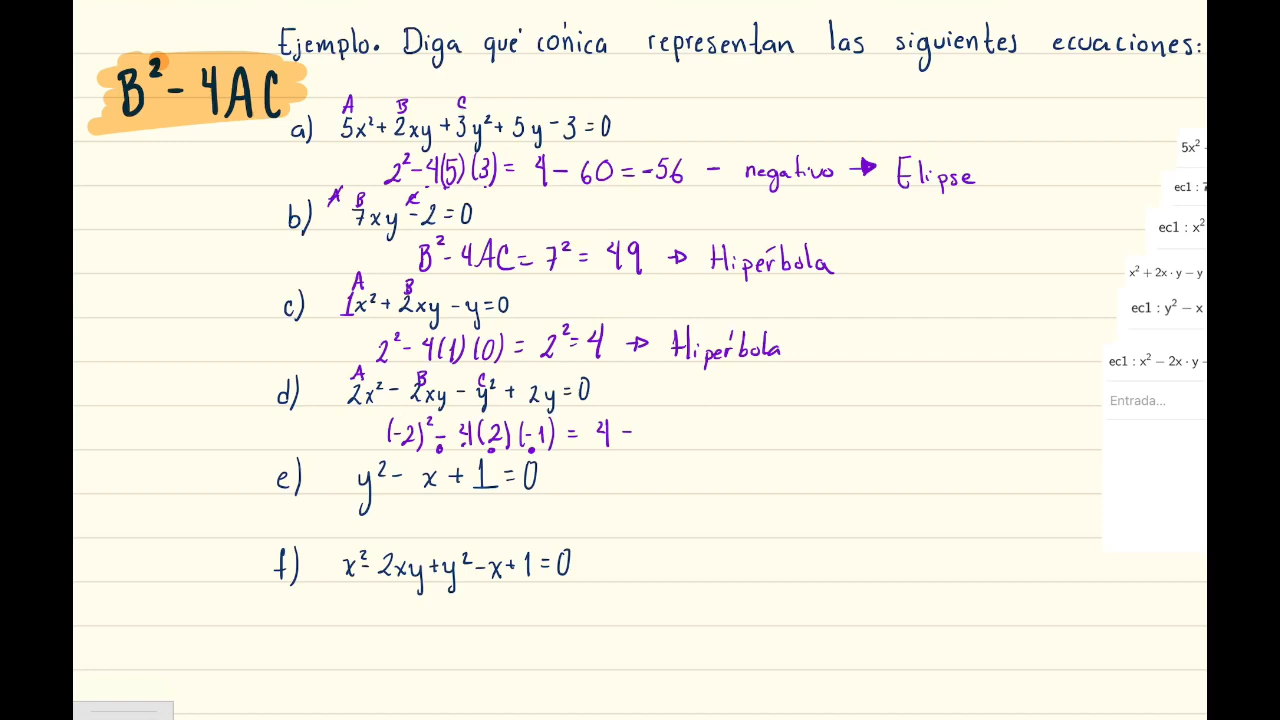 Ejemplo. Diga qué cónica representan las siguientes ecuaciones:
B² - 4AC
A B C
a) 5x² + 2xy + 3y² + 5y - 3 = 0
2² - 4(5)(3) = 4 - 60 = -56 - negativo → Elipse
A B C
b) 7xy - 2 = 0
B² - 4AC = 7² = 49 → Hipérbola
A B
c) 1x² + 2xy - y = 0
2² - 4(1)(0) = 2² = 4 → Hipérbola
A B C
d) 2x² - 2xy - y² + 2y = 0
(-2)² - 4(2)(-1) = 4 -
e) y² - x + 1 = 0
f) x² - 2xy + y² - x + 1 = 0
5x² -
ec1 : 7
ec1 : x²
x² + 2x · y - y
ec1 : y² - x
ec1 : x² - 2x · y -
Entrada...